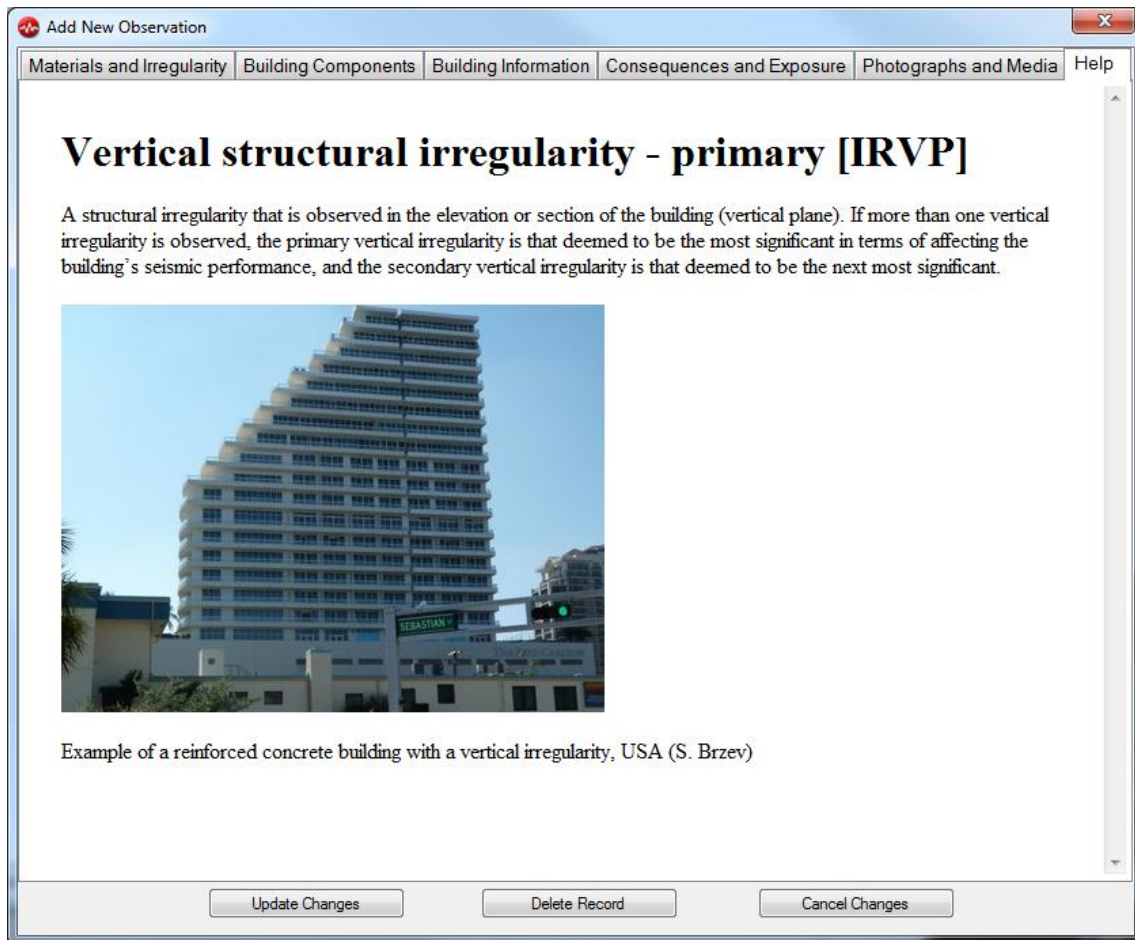 Add New Observation
Materials and Irregularity Building Components Building Information Consequences and Exposure Photographs and Media Help
Vertical structural irregularity - primary [IRVP]
A structural irregularity that is observed in the elevation or section of the building (vertical plane). If more than one vertical
irregularity is observed, the primary vertical irregularity is that deemed to be the most significant in terms of affecting the
building's seismic performance, and the secondary vertical irregularity is that deemed to be the next most significant.
SEBASTIAN
THE RITZ-CARLTON
Example of a reinforced concrete building with a vertical irregularity, USA (S. Brzev)
Update Changes Delete Record Cancel Changes